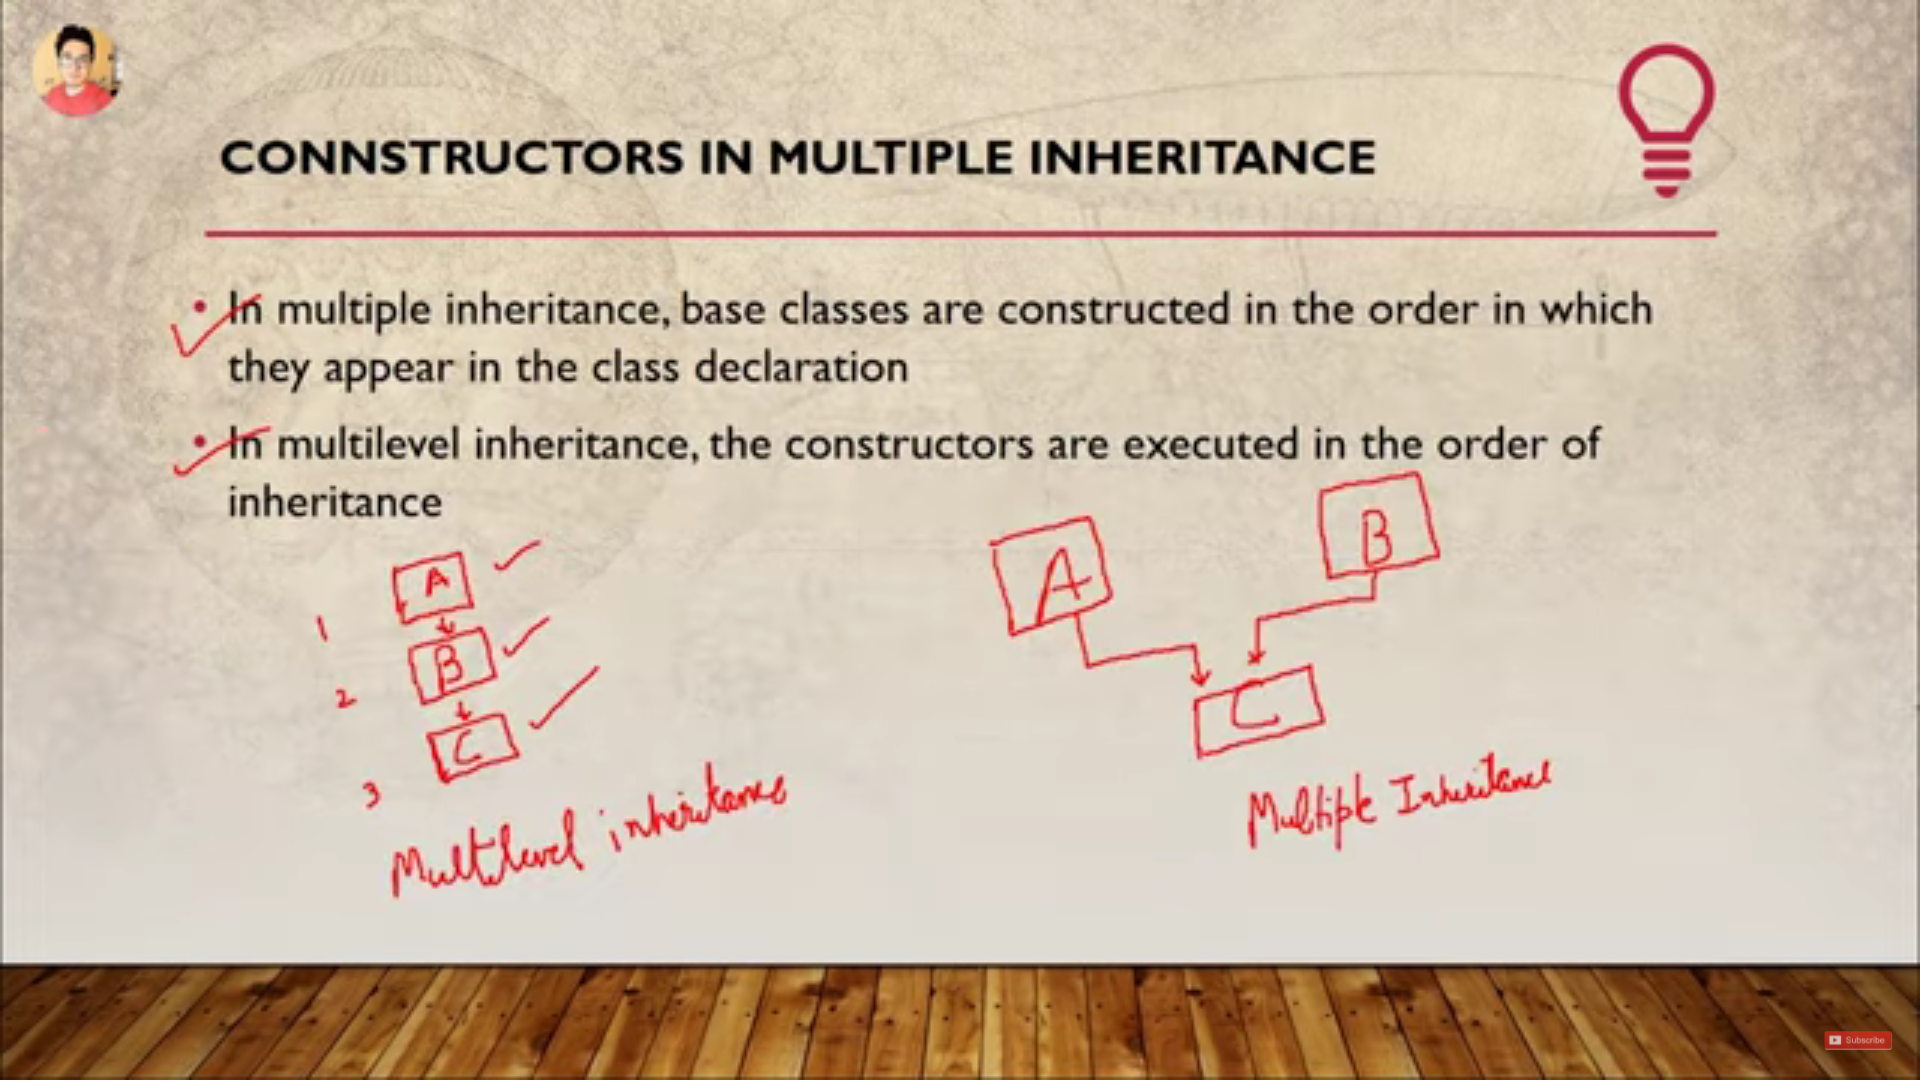 CONNSTRUCTORS IN MULTIPLE INHERITANCE
• In multiple inheritance, base classes are constructed in the order in which
they appear in the class declaration
• In multilevel inheritance, the constructors are executed in the order of
inheritance
A
1
B
2
C
3
Multilevel inheritance
A
B
C
Multiple Inheritance
Subscribe